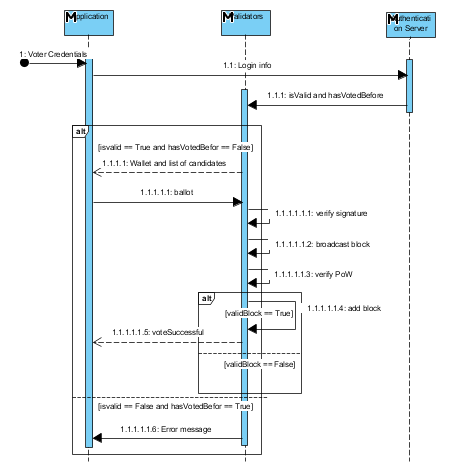 Application
Validators
Authenticati
on Server
1: Voter Credentials
1.1: Login info
1.1.1: isValid and hasVotedBefore
alt
[isvalid == True and hasVotedBefor == False]
1.1.1.1: Wallet and list of candidates
1.1.1.1.1: ballot
1.1.1.1.1.1: verify signature
1.1.1.1.1.2: broadcast block
1.1.1.1.1.3: verify PoW
alt
1.1.1.1.1.4: add block
[validBlock == True]
1.1.1.1.1.5: voteSuccessful
[validBlock == False]
[isvalid == False and hasVotedBefor == True]
1.1.1.1.1.6: Error message